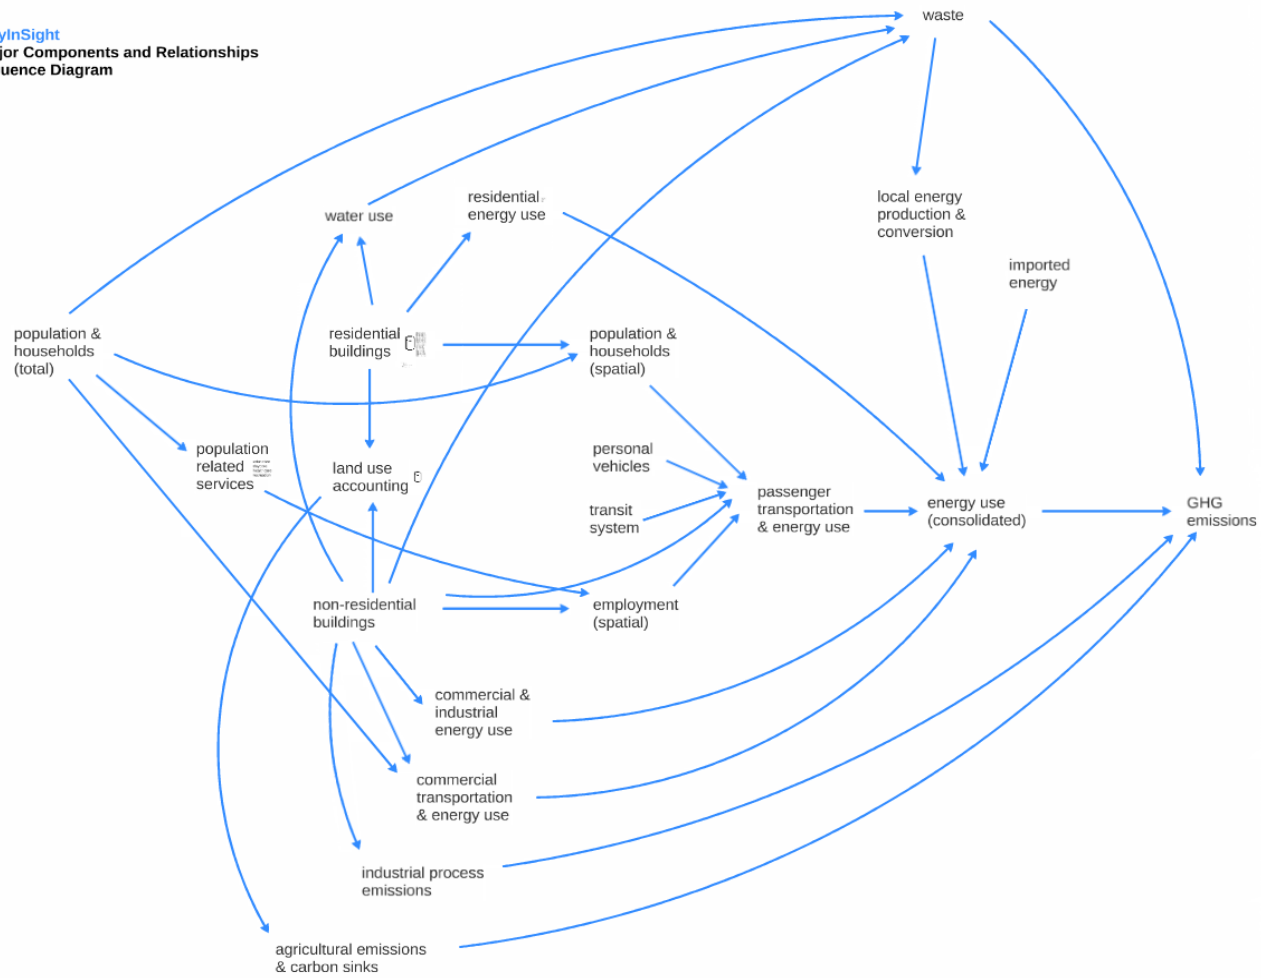 yInSight
jor Components and Relationships
uence Diagram
waste
water use
residential
energy use
local energy
production &
conversion
imported
energy
population &
households
(total)
residential
buildings
population &
households
(spatial)
population
related
services
land use
accounting
personal
vehicles
transit
system
passenger
transportation
& energy use
energy use
(consolidated)
GHG
emissions
non-residential
buildings
employment
(spatial)
commercial &
industrial
energy use
commercial
transportation
& energy use
industrial process
emissions
agricultural emissions
& carbon sinks